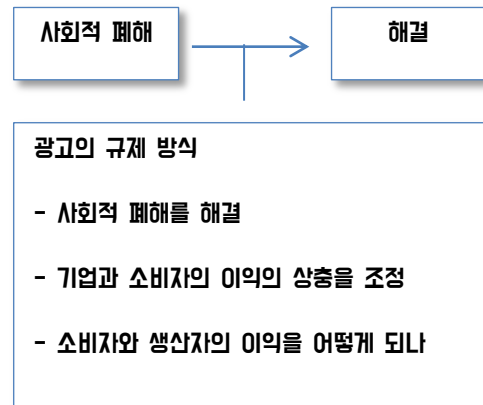 사회적 폐해
해결
광고의 규제 방식
- 사회적 폐해를 해결
- 기업과 소비자의 이익의 상충을 조정
- 소비자와 생산자의 이익을 어떻게 되나